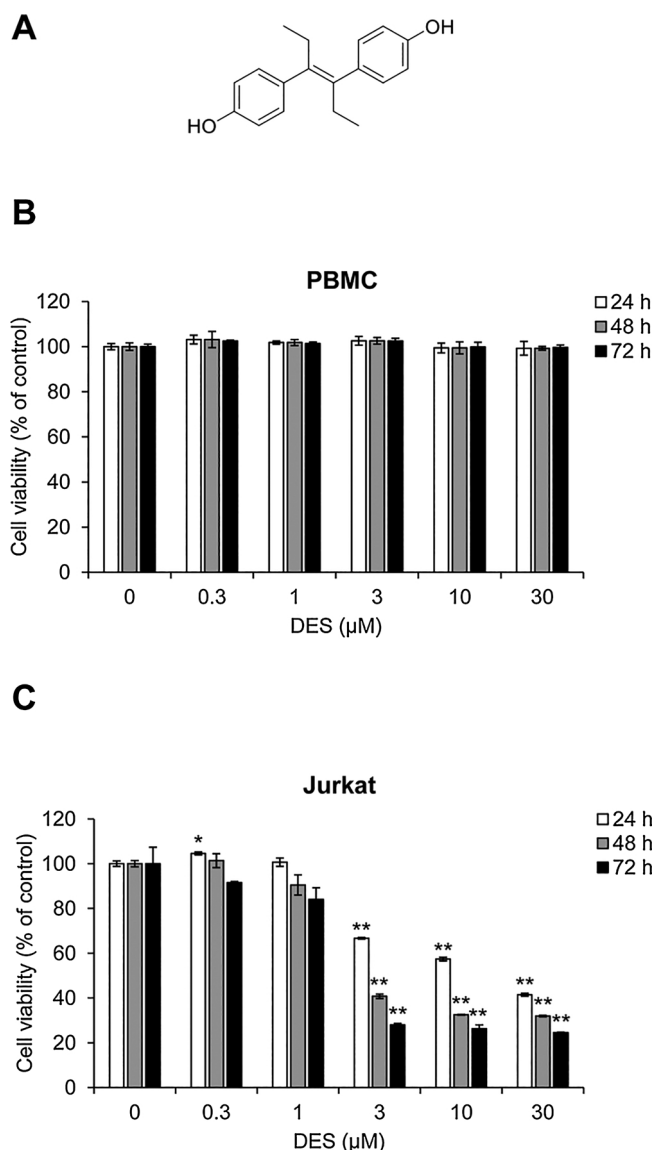 A
OH
HO
B
PBMC
Cell viability (% of control)
120
100
80
60
40
20
0
0 0.3 1 3 10 30
DES (µM)
24 h
48 h
72 h
C
Jurkat
Cell viability (% of control)
120
100
80
60
40
20
0
*
** ** **
** ** **
** ** **
0 0.3 1 3 10 30
DES (µM)
24 h
48 h
72 h